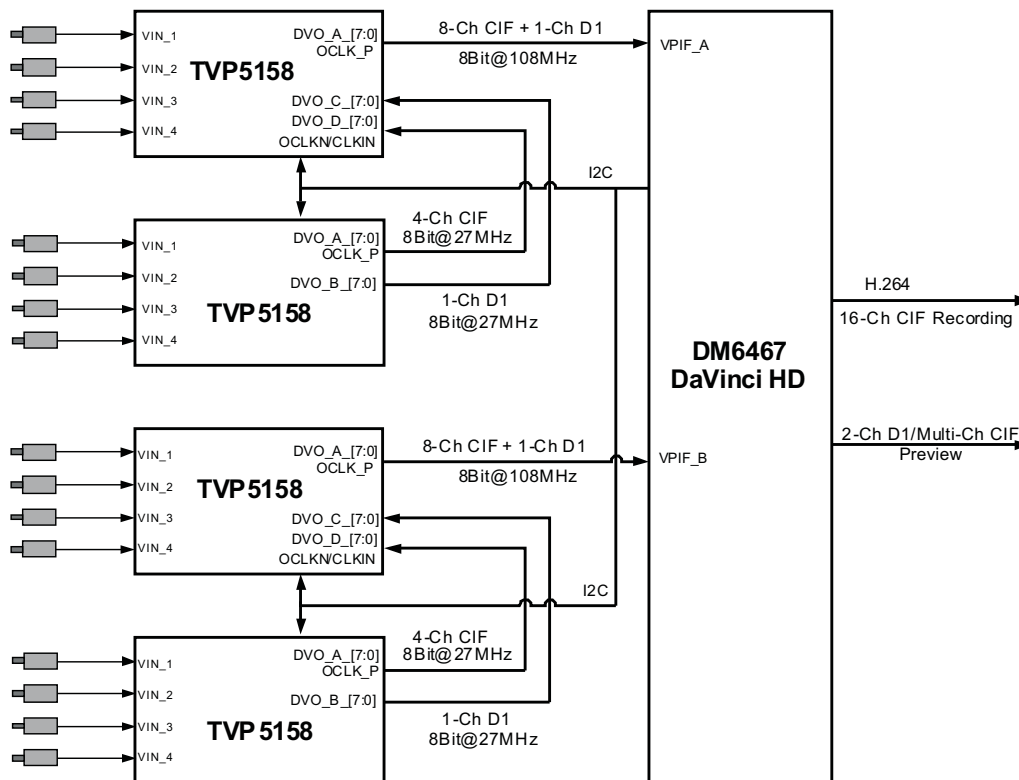 VIN_1
VIN_2
VIN_3
VIN_4
TVP5158
DVO_A_[7:0]
OCLK_P
DVO_C_[7:0]
DVO_D_[7:0]
OCLKN/CLKIN
8-Ch CIF + 1-Ch D1
8Bit@108MHz
VPIF_A
I2C
VIN_1
VIN_2
VIN_3
VIN_4
TVP5158
DVO_A_[7:0]
OCLK_P
DVO_B_[7:0]
4-Ch CIF
8Bit@27MHz
1-Ch D1
8Bit@27MHz
DM6467
DaVinci HD
H.264
16-Ch CIF Recording
2-Ch D1/Multi-Ch CIF
Preview
VIN_1
VIN_2
VIN_3
VIN_4
TVP5158
DVO_A_[7:0]
OCLK_P
DVO_C_[7:0]
DVO_D_[7:0]
OCLKN/CLKIN
8-Ch CIF + 1-Ch D1
8Bit@108MHz
VPIF_B
I2C
VIN_1
VIN_2
VIN_3
VIN_4
TVP5158
DVO_A_[7:0]
OCLK_P
DVO_B_[7:0]
4-Ch CIF
8Bit@27MHz
1-Ch D1
8Bit@27MHz